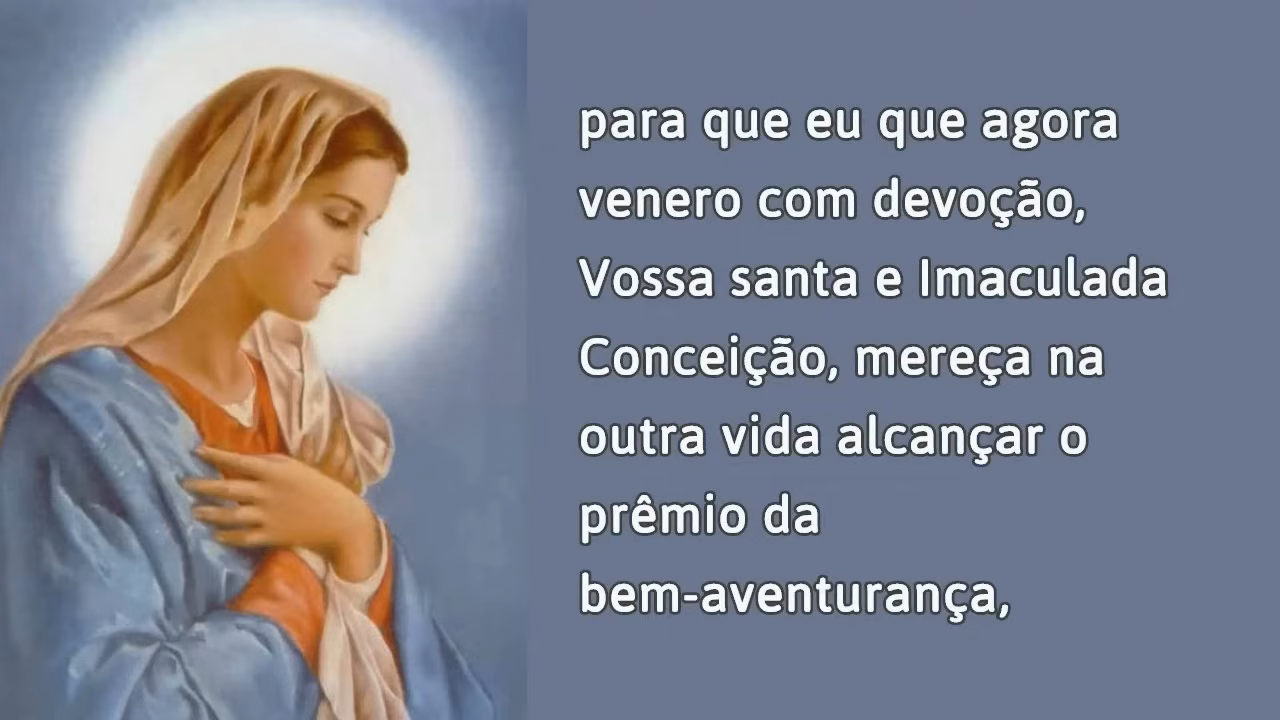 para que eu que agora
venero com devoção,
Vossa santa e Imaculada
Conceição, mereça na
outra vida alcançar o
prêmio da
bem-aventurança,